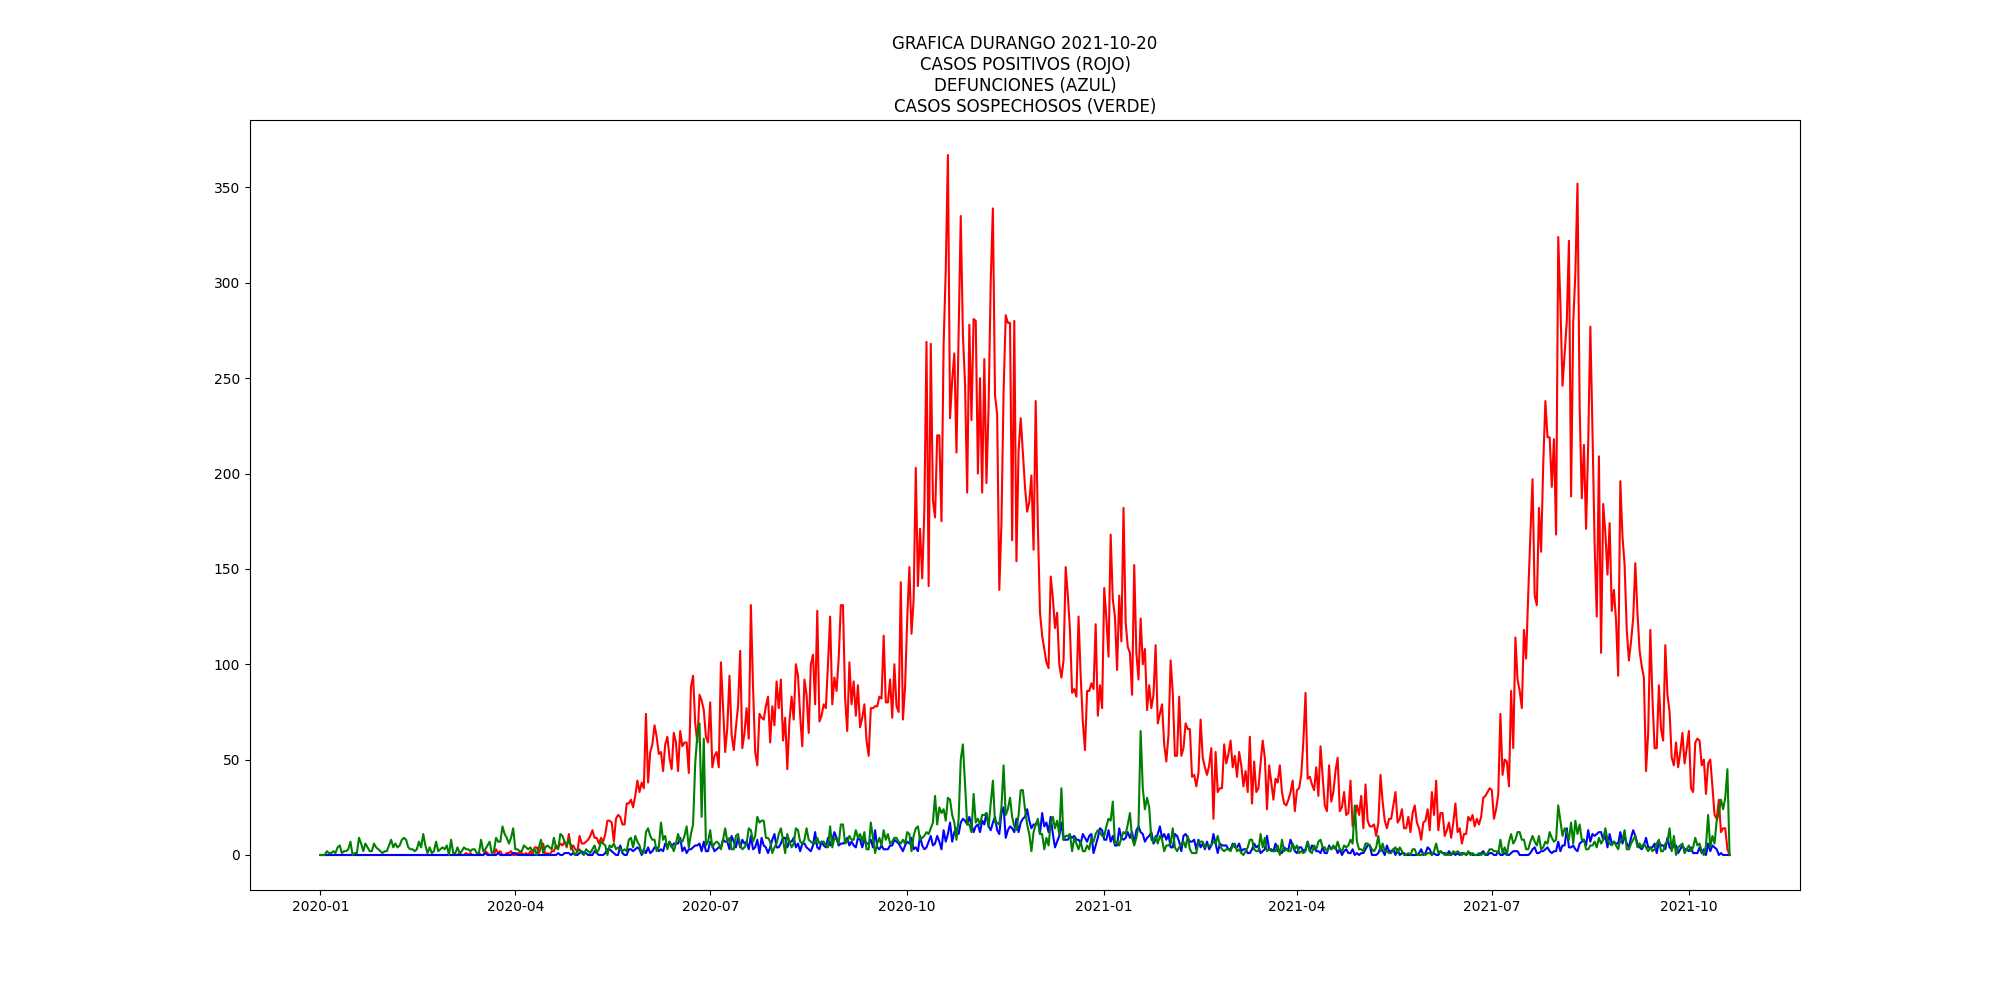 GRAFICA DURANGO 2021-10-20
CASOS POSITIVOS (ROJO)
DEFUNCIONES (AZUL)
CASOS SOSPECHOSOS (VERDE)
350
300
250
200
150
100
50
0
2020-01 2020-04 2020-07 2020-10 2021-01 2021-04 2021-07 2021-10